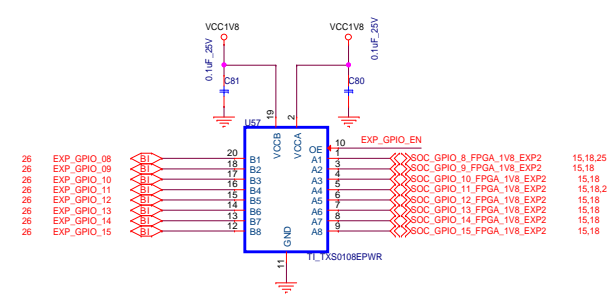 VCC1V8 VCC1V8
0.1uF_25V 0.1uF_25V
C81 C80
19 2
U57
VCCB VCCA
OE 10 EXP_GPIO_EN
26 EXP_GPIO_08 BI 20 B1 A1 1 SOC_GPIO_8_FPGA_1V8_EXP2 15,18,25
26 EXP_GPIO_09 BI 18 B2 A2 3 SOC_GPIO_9_FPGA_1V8_EXP2 15,18
26 EXP_GPIO_10 BI 17 B3 A3 4 SOC_GPIO_10_FPGA_1V8_EXP2 15,18
26 EXP_GPIO_11 BI 16 B4 A4 5 SOC_GPIO_11_FPGA_1V8_EXP2 15,18,2
26 EXP_GPIO_12 BI 15 B5 A5 6 SOC_GPIO_12_FPGA_1V8_EXP2 15,18
26 EXP_GPIO_13 BI 14 B6 A6 7 SOC_GPIO_13_FPGA_1V8_EXP2 15,18
26 EXP_GPIO_14 BI 13 B7 A7 8 SOC_GPIO_14_FPGA_1V8_EXP2 15,18
26 EXP_GPIO_15 BI 12 B8 A8 9 SOC_GPIO_15_FPGA_1V8_EXP2 15,18
GND
11
TI_TXS0108EPWR